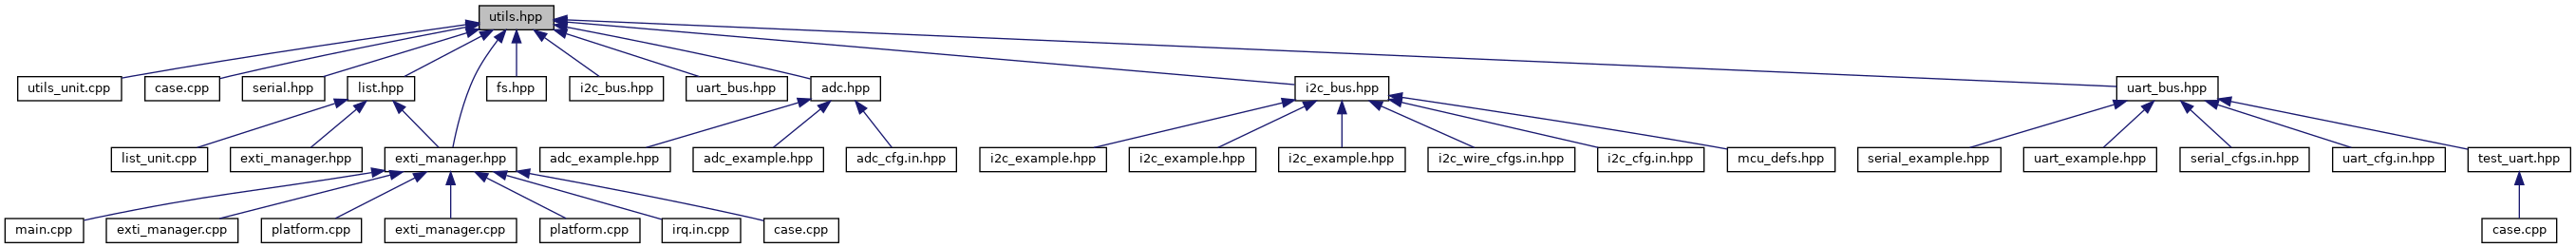 utils.hpp
utils_unit.cpp
case.cpp
serial.hpp
list.hpp
fs.hpp
i2c_bus.hpp
uart_bus.hpp
adc.hpp
i2c_bus.hpp
uart_bus.hpp
list_unit.cpp
exti_manager.hpp
exti_manager.hpp
adc_example.hpp
adc_example.hpp
adc_cfg.in.hpp
i2c_example.hpp
i2c_example.hpp
i2c_example.hpp
i2c_wire_cfgs.in.hpp
i2c_cfg.in.hpp
mcu_defs.hpp
serial_example.hpp
uart_example.hpp
serial_cfgs.in.hpp
uart_cfg.in.hpp
test_uart.hpp
main.cpp
exti_manager.cpp
platform.cpp
exti_manager.cpp
platform.cpp
irq.in.cpp
case.cpp
case.cpp